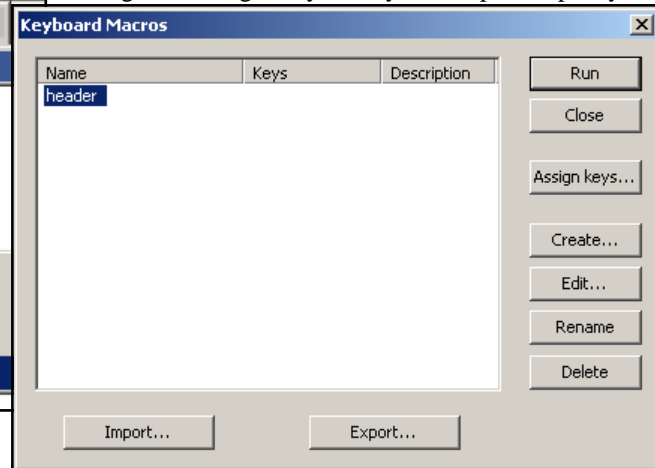 Keyboard Macros
Name Keys Description
header
Run
Close
Assign keys...
Create...
Edit...
Rename
Delete
Import... Export...